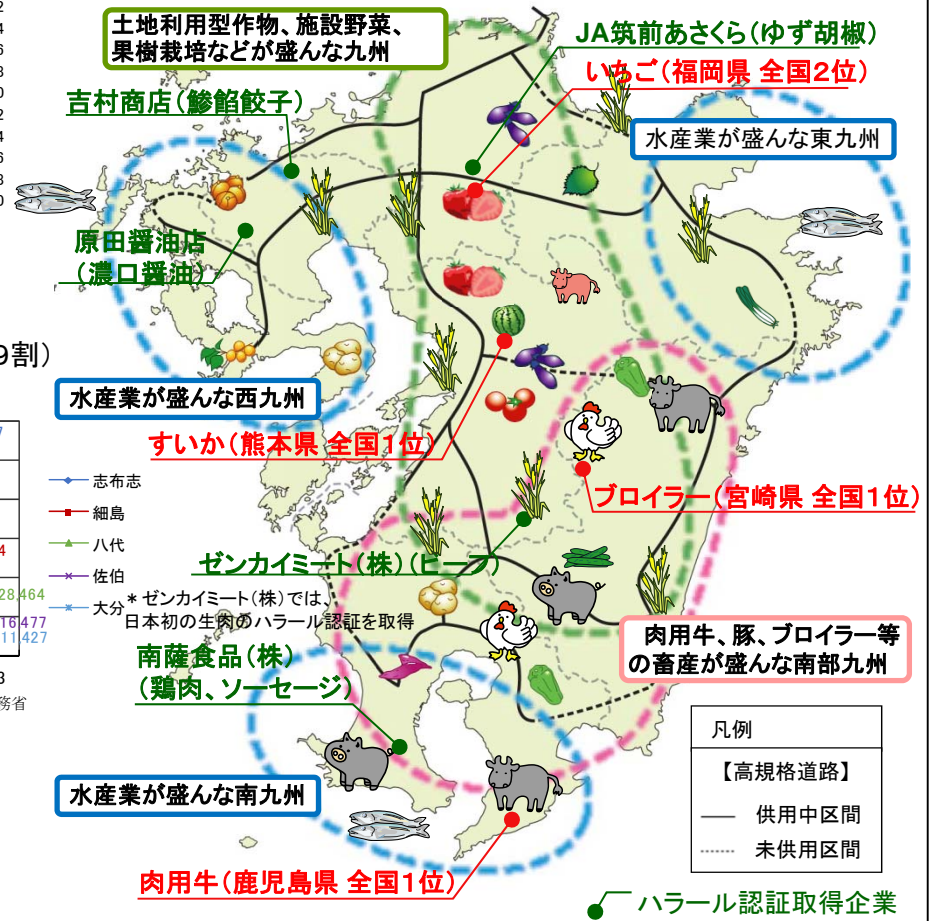 土地利用型作物、施設野菜、
果樹栽培などが盛んな九州
JA筑前あさくら(ゆず胡椒)
いちご(福岡県 全国2位)
吉村商店(鯵餡餃子)
水産業が盛んな東九州
原田醤油店
(濃口醤油)
9割)
水産業が盛んな西九州
すいか(熊本県 全国1位)
志布志
細島
八代
佐伯
大分
28,464
16,477
11,427
務省
ブロイラー(宮崎県 全国1位)
ゼンカイミート(株)(ビーフ)
*ゼンカイミート(株)では、
日本初の生肉のハラール認証を取得
肉用牛、豚、ブロイラー等
の畜産が盛んな南部九州
南薩食品(株)
(鶏肉、ソーセージ)
水産業が盛んな南九州
肉用牛(鹿児島県 全国1位)
凡例
【高規格道路】
供用中区間
未供用区間
ハラール認証取得企業